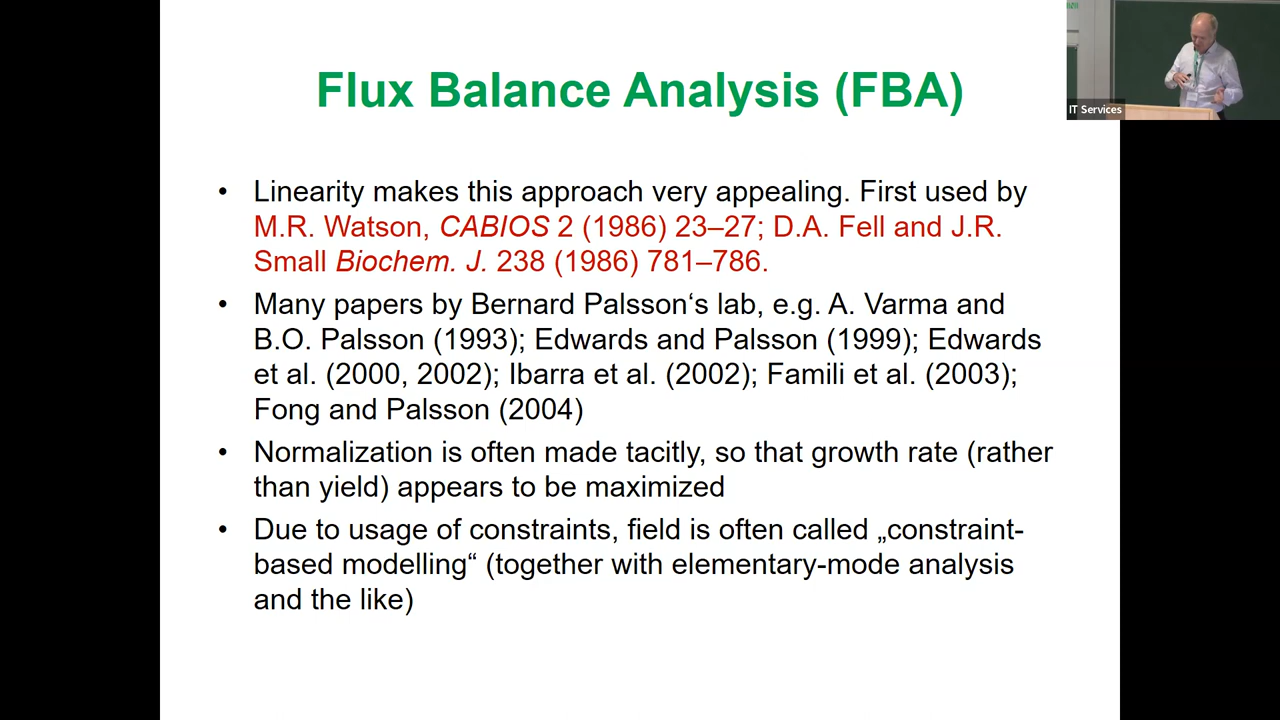 Flux Balance Analysis (FBA)
• Linearity makes this approach very appealing. First used by
M.R. Watson, CABIOS 2 (1986) 23–27; D.A. Fell and J.R.
Small Biochem. J. 238 (1986) 781–786.
• Many papers by Bernard Palsson‘s lab, e.g. A. Varma and
B.O. Palsson (1993); Edwards and Palsson (1999); Edwards
et al. (2000, 2002); Ibarra et al. (2002); Famili et al. (2003);
Fong and Palsson (2004)
• Normalization is often made tacitly, so that growth rate (rather
than yield) appears to be maximized
• Due to usage of constraints, field is often called „constraint-
based modelling“ (together with elementary-mode analysis
and the like)
IT Services